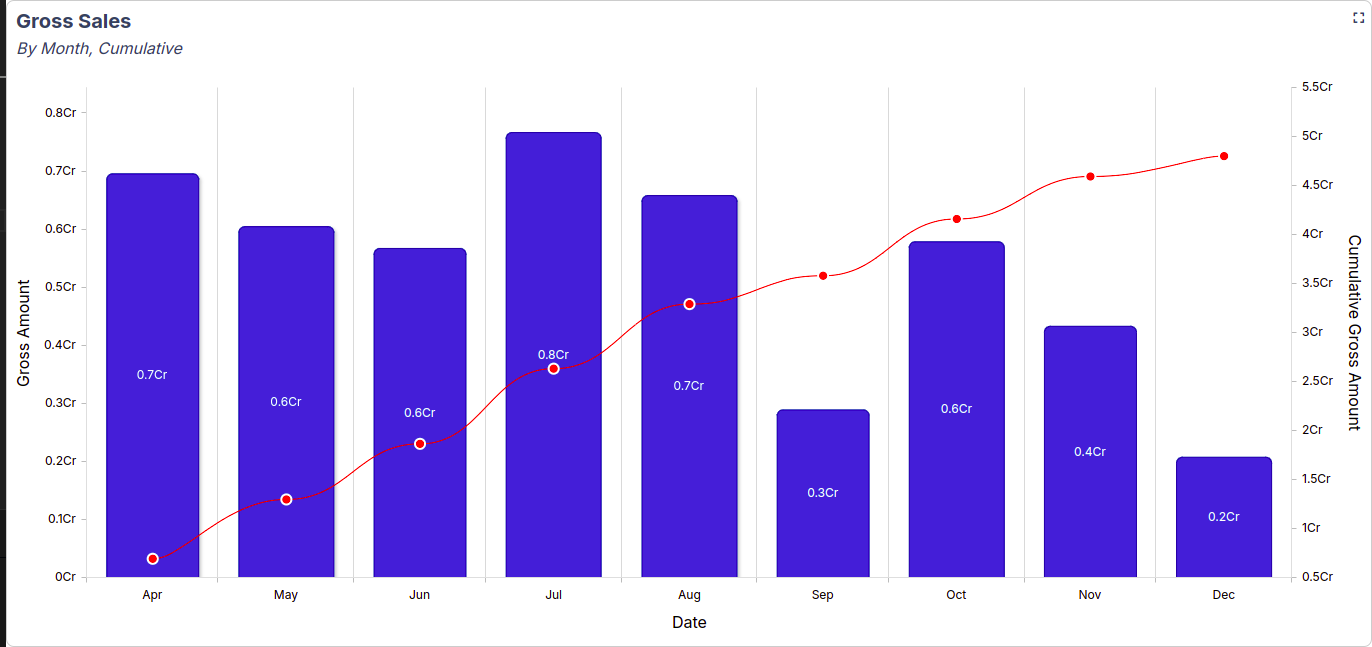 Gross Sales
By Month, Cumulative
Gross Amount
0.8Cr
0.7Cr
0.6Cr
0.5Cr
0.4Cr
0.3Cr
0.2Cr
0.1Cr
0Cr
0.7Cr
0.6Cr
0.6Cr
0.8Cr
0.7Cr
0.3Cr
0.6Cr
0.4Cr
0.2Cr
5.5Cr
5Cr
4.5Cr
4Cr
3.5Cr
3Cr
2.5Cr
2Cr
1.5Cr
1Cr
0.5Cr
Cumulative Gross Amount
Apr May Jun Jul Aug Sep Oct Nov Dec
Date